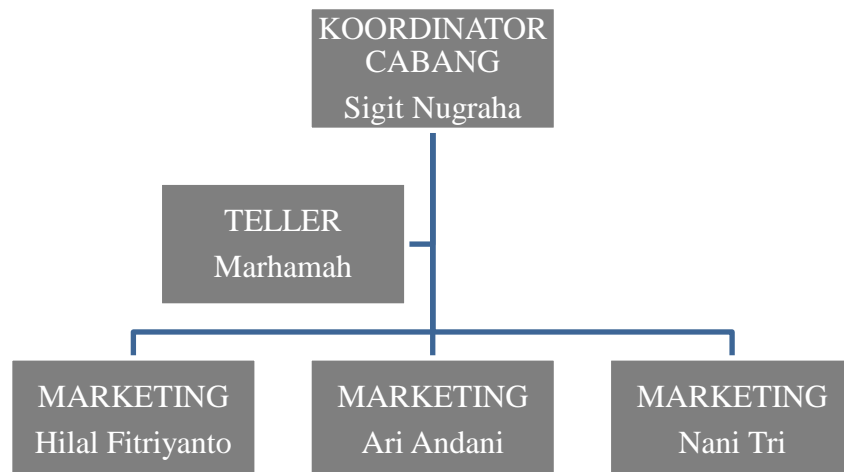 KOORDINATOR
CABANG
Sigit Nugraha
TELLER
Marhamah
MARKETING
Hilal Fitriyanto
MARKETING
Ari Andani
MARKETING
Nani Tri